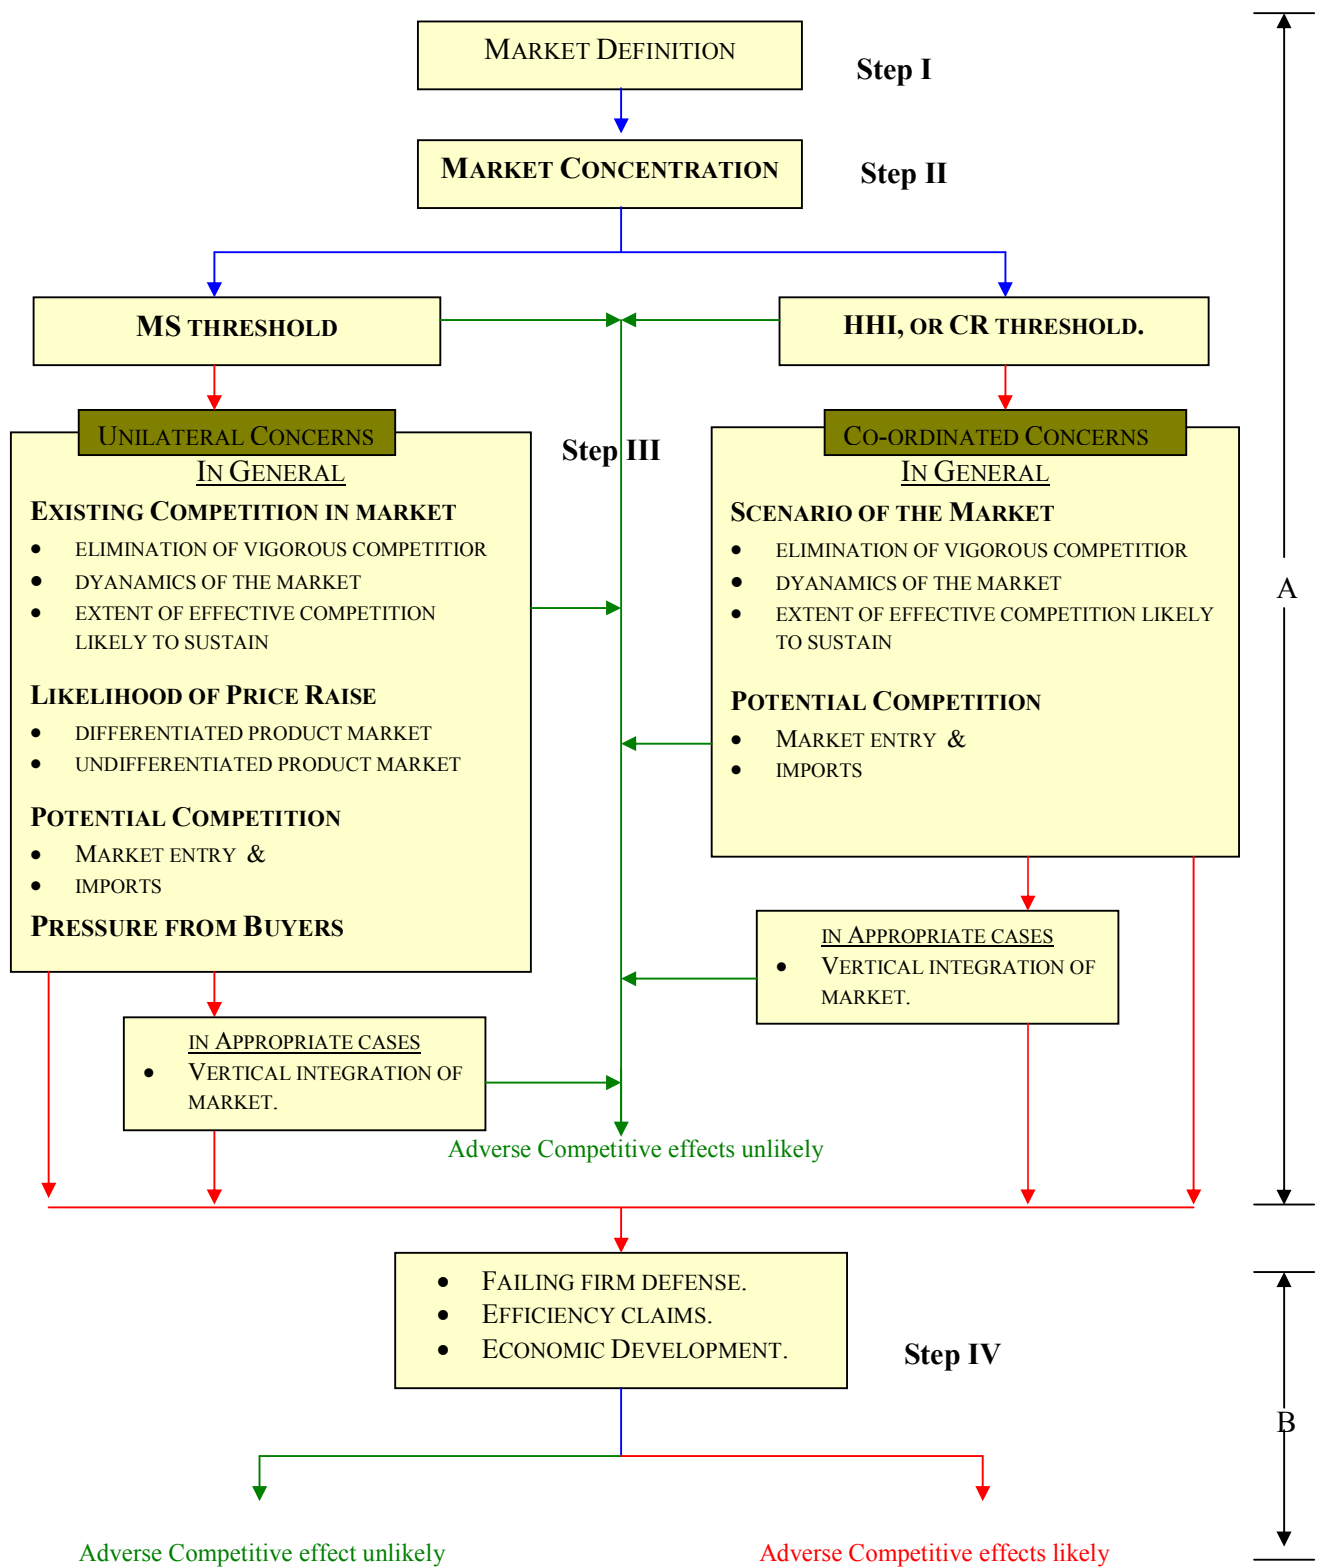 MARKET DEFINITION
Step I
MARKET CONCENTRATION
Step II
MS THRESHOLD
HHI, OR CR THRESHOLD.
UNILATERAL CONCERNS
IN GENERAL
EXISTING COMPETITION IN MARKET
• ELIMINATION OF VIGOROUS COMPETITIOR
• DYANAMICS OF THE MARKET
• EXTENT OF EFFECTIVE COMPETITION
LIKELY TO SUSTAIN
LIKELIHOOD OF PRICE RAISE
• DIFFERENTIATED PRODUCT MARKET
• UNDIFFERENTIATED PRODUCT MARKET
POTENTIAL COMPETITION
• MARKET ENTRY &
• IMPORTS
PRESSURE FROM BUYERS
Step III
CO-ORDINATED CONCERNS
IN GENERAL
SCENARIO OF THE MARKET
• ELIMINATION OF VIGOROUS COMPETITIOR
• DYANAMICS OF THE MARKET
• EXTENT OF EFFECTIVE COMPETITION LIKELY
TO SUSTAIN
POTENTIAL COMPETITION
• MARKET ENTRY &
• IMPORTS
A
IN APPROPRIATE CASES
• VERTICAL INTEGRATION OF
MARKET.
IN APPROPRIATE CASES
• VERTICAL INTEGRATION OF
MARKET.
Adverse Competitive effects unlikely
• FAILING FIRM DEFENSE.
• EFFICIENCY CLAIMS.
• ECONOMIC DEVELOPMENT.
Step IV
B
Adverse Competitive effect unlikely
Adverse Competitive effects likely